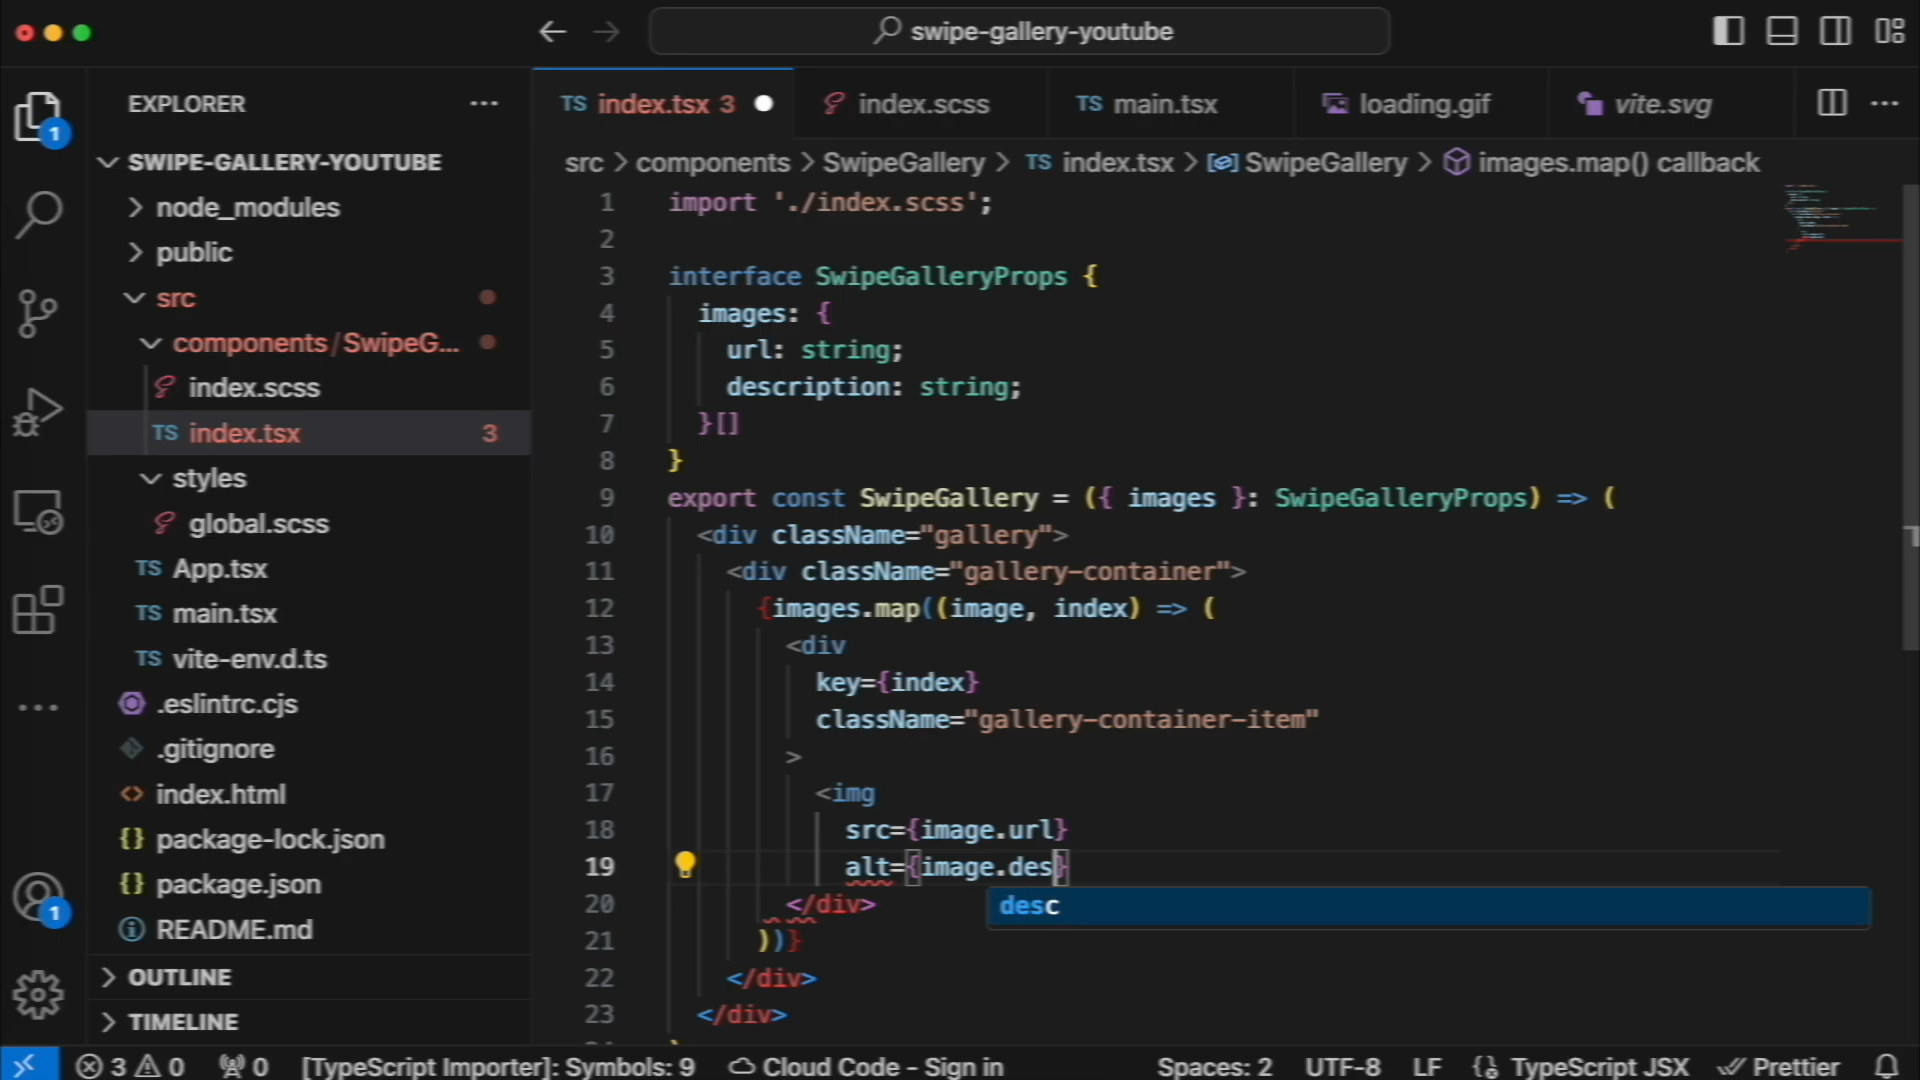 swipe-gallery-youtube
EXPLORER
SWIPE-GALLERY-YOUTUBE
node_modules
public
src
components/SwipeG...
index.scss
index.tsx 3
styles
global.scss
App.tsx
main.tsx
vite-env.d.ts
.eslintrc.cjs
.gitignore
index.html
package-lock.json
package.json
README.md
OUTLINE
TIMELINE
1
1
TS index.tsx 3
index.scss
TS main.tsx
loading.gif
vite.svg
src > components > SwipeGallery > TS index.tsx > SwipeGallery > images.map() callback
1 import './index.scss';
2
3 interface SwipeGalleryProps {
4 images: {
5 url: string;
6 description: string;
7 }[]
8 }
9 export const SwipeGallery = ({ images }: SwipeGalleryProps) => (
10 <div className="gallery">
11 <div className="gallery-container">
12 {images.map((image, index) => (
13 <div
14 key={index}
15 className="gallery-container-item"
16 >
17 <img
18 src={image.url}
19 alt={image.des}
20 </div>
desc
21 ))}
22 </div>
23 </div>
3 0 0 [TypeScript Importer]: Symbols: 9 Cloud Code - Sign in Spaces: 2 UTF-8 LF TypeScript JSX Prettier